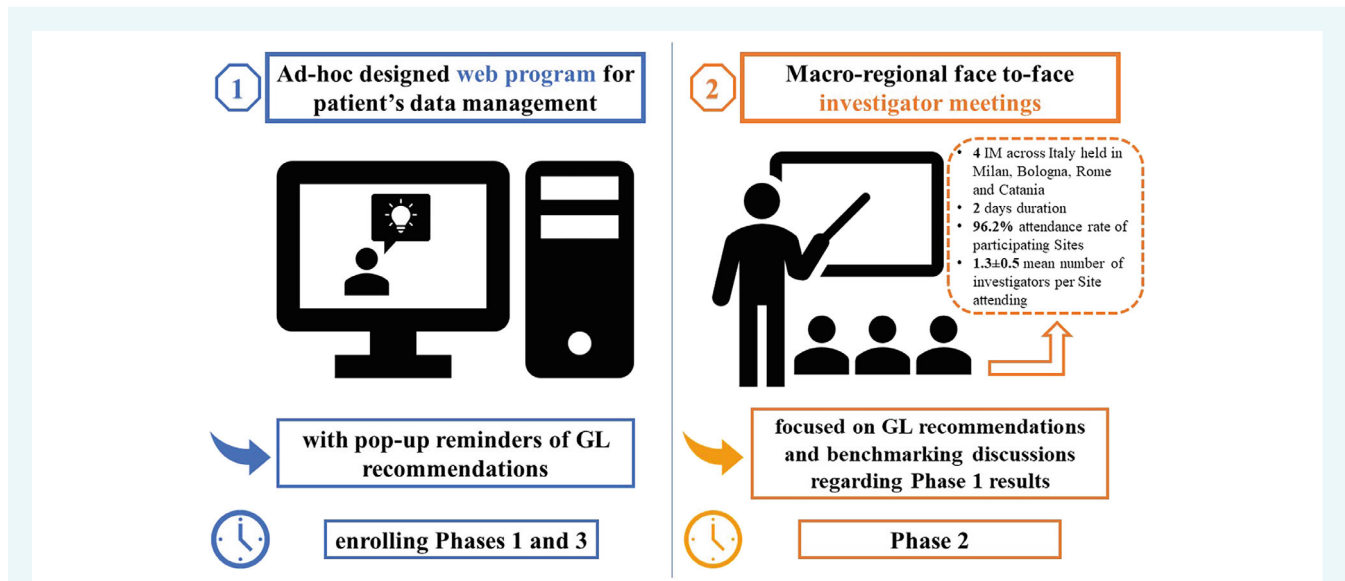 1
Ad-hoc designed web program for
patient's data management
with pop-up reminders of GL
recommendations
enrolling Phases 1 and 3
2
Macro-regional face to-face
investigator meetings
• 4 IM across Italy held in
Milan, Bologna, Rome
and Catania
• 2 days duration
• 96.2% attendance rate of
participating Sites
• 1.3±0.5 mean number of
investigators per Site
attending
focused on GL recommendations
and benchmarking discussions
regarding Phase 1 results
Phase 2